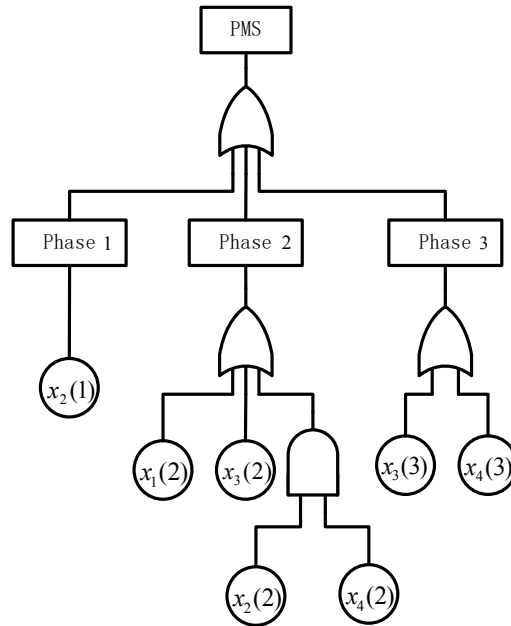 PMS
Phase 1
Phase 2
Phase 3
x₂(1)
x₁(2)
x₃(2)
x₃(3)
x₄(3)
x₂(2)
x₄(2)